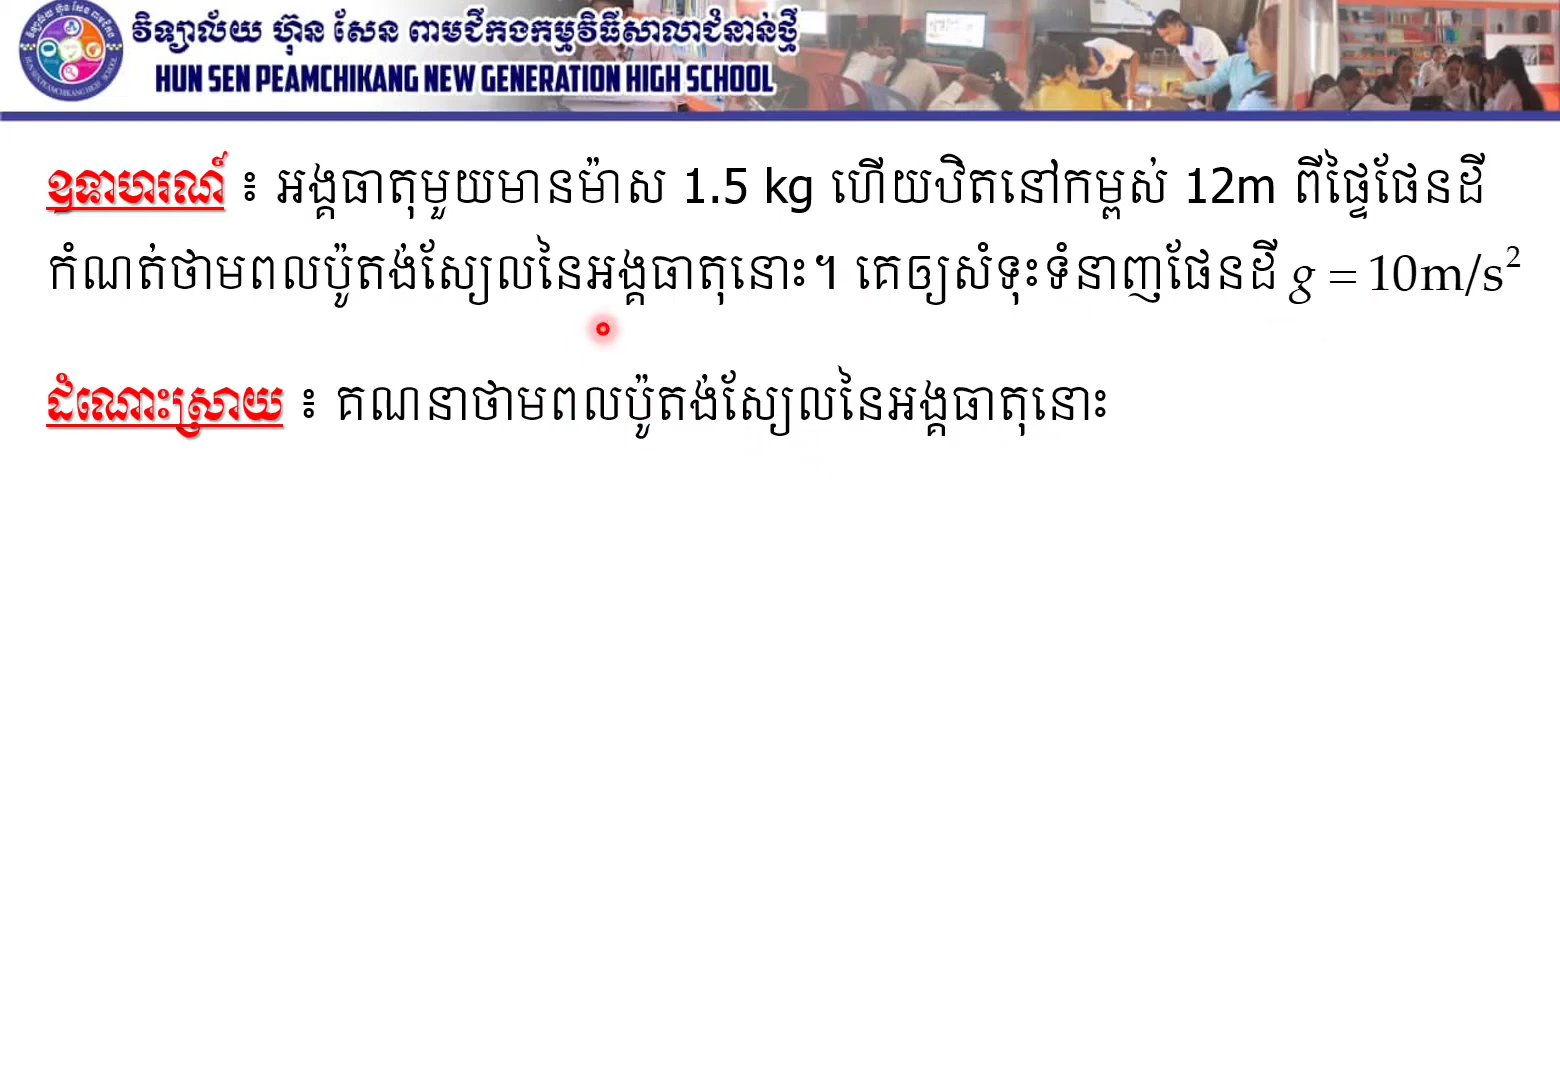 វិទ្យាល័យ ហ៊ុន សែន ពាមជីកងកម្មវិធីសាលាជំនាន់ថ្មី
HUN SEN PEAMCHIKANG NEW GENERATION HIGH SCHOOL
ឧទាហរណ៍ ៖ អង្គធាតុមួយមានម៉ាស 1.5 kg ហើយឋិតនៅកម្ពស់ 12m ពីផ្ទៃផែនដី
កំណត់ថាមពលប៉ូតង់ស្យែលនៃអង្គធាតុនោះ។ គេឲ្យសំទុះទំនាញផែនដី g = 10m/s²
ដំណោះស្រាយ ៖ គណនាថាមពលប៉ូតង់ស្យែលនៃអង្គធាតុនោះ